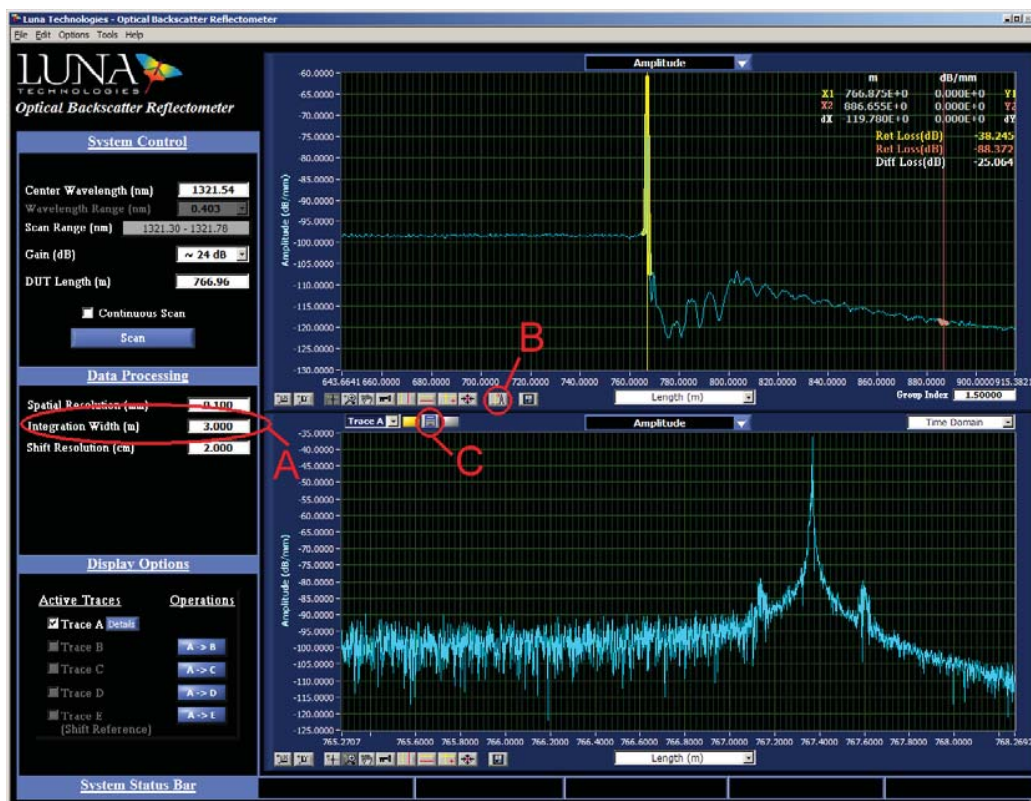 Luna Technologies - Optical Backscatter Reflectometer
File Edit Options Tools Help
LUNA
TECHNOLOGIES
Optical Backscatter Reflectometer
System Control
Center Wavelength (nm) 1321.54
Wavelength Range (nm) 0.403
Scan Range (nm) 1321.30 - 1321.78
Gain (dB) ~ 24 dB
DUT Length (m) 766.96
Continuous Scan
Scan
Data Processing
Spatial Resolution (mm) 0.100
Integration Width (m) 3.000
Shift Resolution (cm) 2.000
A
Display Options
Active Traces Operations
Trace A Details
Trace B A -> B
Trace C A -> C
Trace D A -> D
Trace E A -> E
(Shift Reference)
System Status Bar
Amplitude
m dB/mm
X1 766.875E+0 0.000E+0 Y1
X2 886.655E+0 0.000E+0 Y2
dX -119.780E+0 0.000E+0 dY
Ret Loss(dB) -38.245
Ret Loss(dB) -88.372
Diff Loss(dB) -25.064
Amplitude (dB/mm)
-60.0000
-65.0000
-70.0000
-75.0000
-80.0000
-85.0000
-90.0000
-95.0000
-100.0000
-105.0000
-110.0000
-115.0000
-120.0000
-125.0000
-130.0000
B
643.6641 660.0000 680.0000 700.0000 720.0000 740.0000 760.0000 780.0000 800.0000 820.0000 840.0000 860.0000 880.0000 900.0000 915.3821
Length (m)
Group Index 1.50000
Trace A
Amplitude
Time Domain
C
Amplitude (dB/mm)
-35.0000
-40.0000
-45.0000
-50.0000
-55.0000
-60.0000
-65.0000
-70.0000
-75.0000
-80.0000
-85.0000
-90.0000
-95.0000
-100.0000
-105.0000
-110.0000
-115.0000
-120.0000
-125.0000
765.2707 765.6000 765.8000 766.0000 766.2000 766.4000 766.6000 766.8000 767.0000 767.2000 767.4000 767.6000 767.8000 768.0000
Length (m)